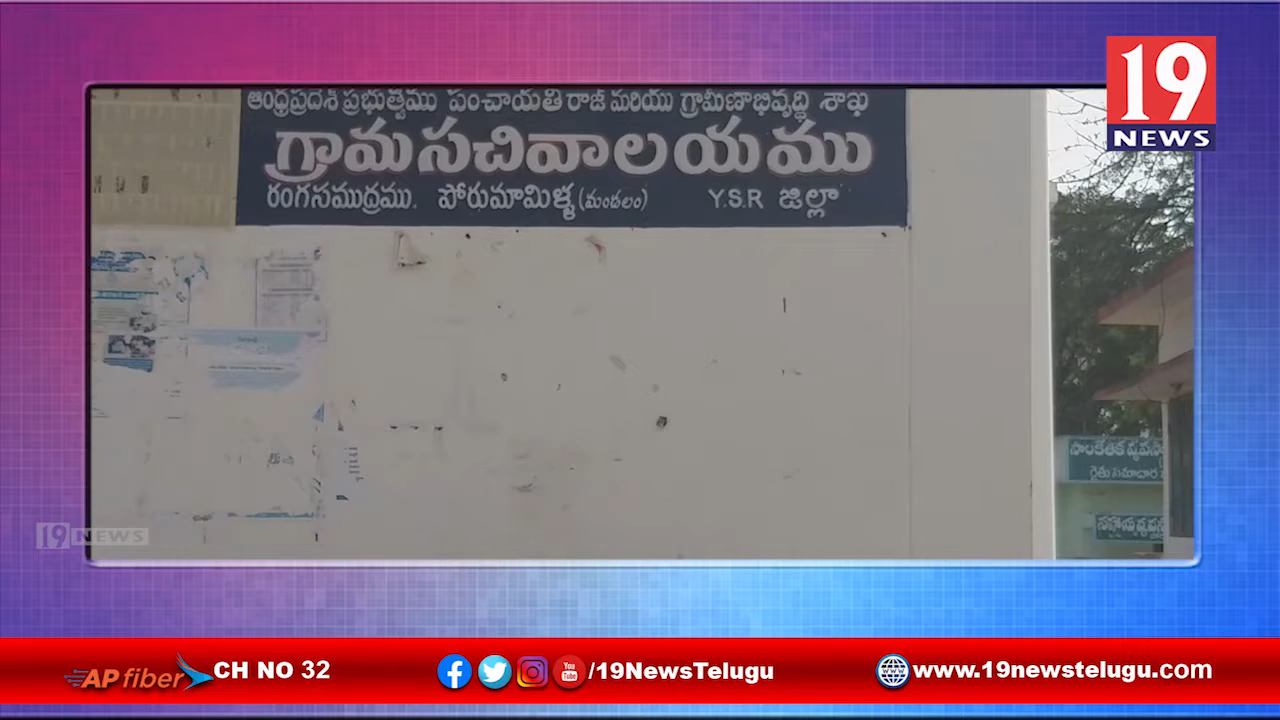 19
NEWS
ఆంధ్రప్రదేశ్ ప్రభుత్వము పంచాయతి రాజ్ మరియు గ్రామీణాభివృద్ధి శాఖ
గ్రామసచివాలయము
రంగసముద్రము. పోరుమామిళ్ళ (మండలం) Y.S.R జిల్లా
సాంకేతిక
రైతు సమాచార
19 NEWS
AP fiber CH NO 32
/19NewsTelugu
www.19newstelugu.com